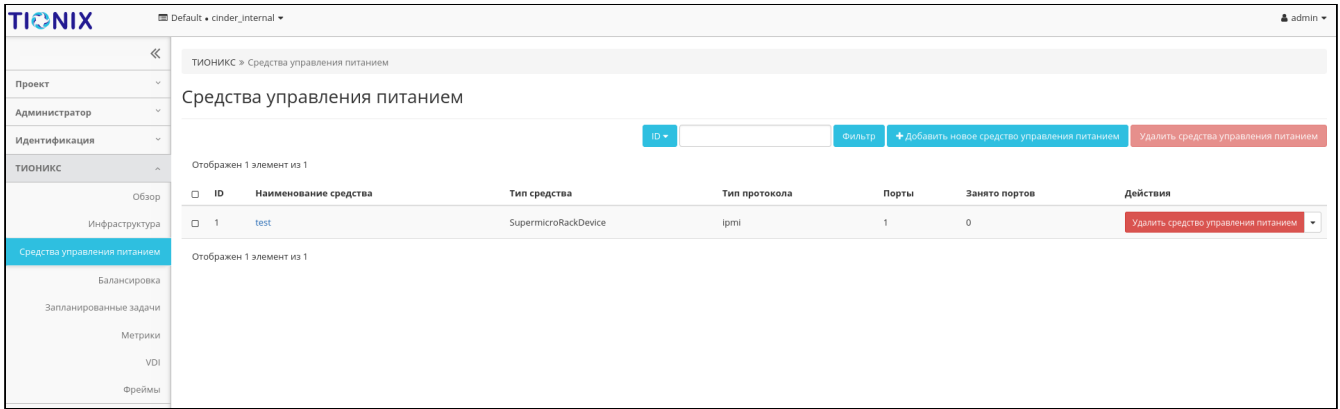 TIONIX
Default • cinder_internal
admin
ТИОНИКС » Средства управления питанием
Проект
Администратор
Идентификация
ТИОНИКС
Обзор
Инфраструктура
Средства управления питанием
Балансировка
Запланированные задачи
Метрики
VDI
Фреймы
Средства управления питанием
ID Фильтр Добавить новое средство управления питанием Удалить средства управления питанием
Отображен 1 элемент из 1
ID Наименование средства Тип средства Тип протокола Порты Занято портов Действия
1 test SupermicroRackDevice ipmi 1 0 Удалить средство управления питанием
Отображен 1 элемент из 1